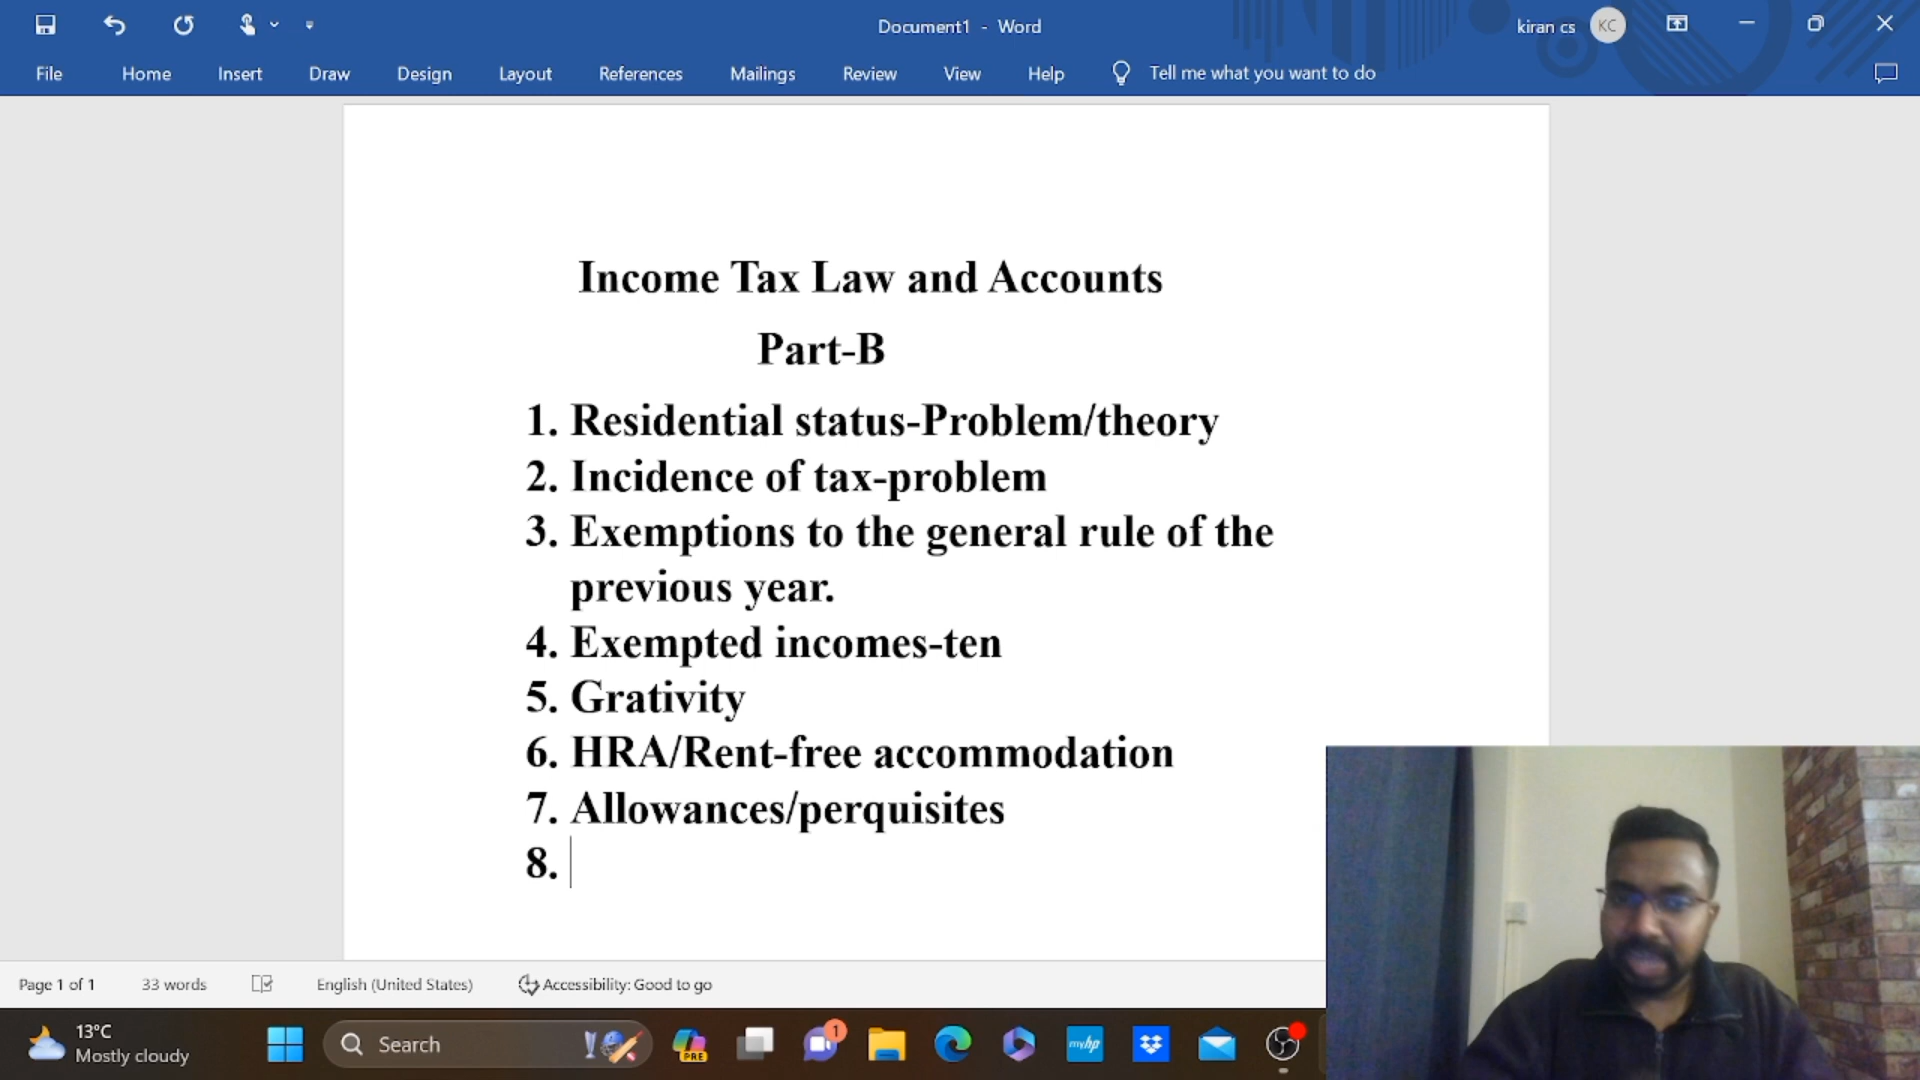 Document1 - Word
kiran cs
KC
File Home Insert Draw Design Layout References Mailings Review View Help Tell me what you want to do
Income Tax Law and Accounts
Part-B
1. Residential status-Problem/theory
2. Incidence of tax-problem
3. Exemptions to the general rule of the
previous year.
4. Exempted incomes-ten
5. Grativity
6. HRA/Rent-free accommodation
7. Allowances/perquisites
8.
Page 1 of 1 33 words English (United States) Accessibility: Good to go
13°C
Mostly cloudy
Search
PRE
1
myhp